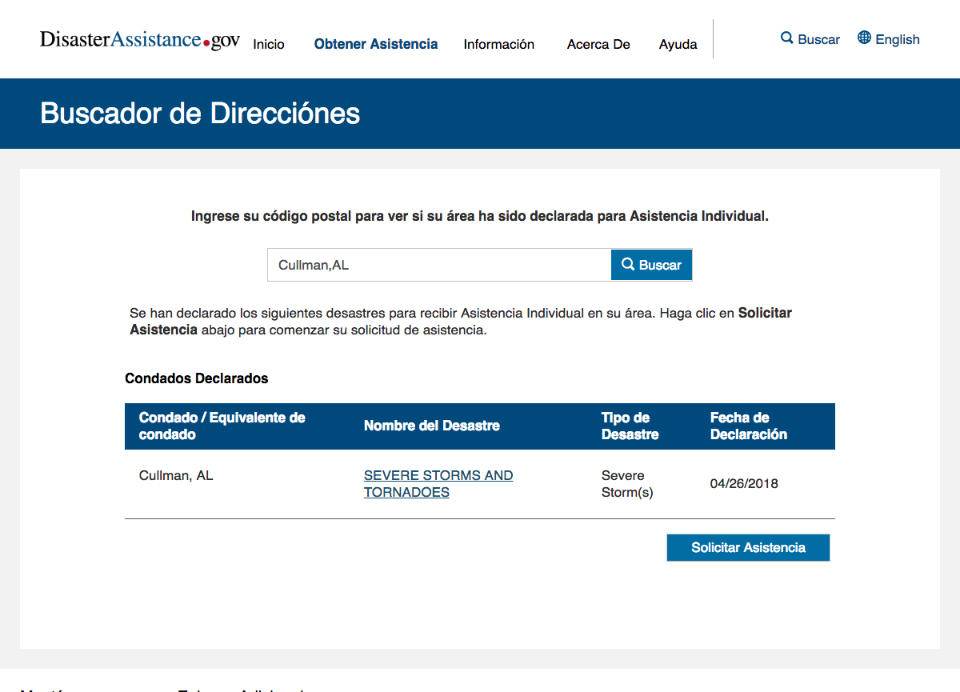 DisasterAssistance.gov Inicio Obtener Asistencia Información Acerca De Ayuda Buscar English
Buscador de Direcciónes
Ingrese su código postal para ver si su área ha sido declarada para Asistencia Individual.
Cullman,AL Buscar
Se han declarado los siguientes desastres para recibir Asistencia Individual en su área. Haga clic en Solicitar
Asistencia abajo para comenzar su solicitud de asistencia.
Condados Declarados
Condado / Equivalente de
condado
Nombre del Desastre
Tipo de
Desastre
Fecha de
Declaración
Cullman, AL
SEVERE STORMS AND
TORNADOES
Severe
Storm(s)
04/26/2018
Solicitar Asistencia